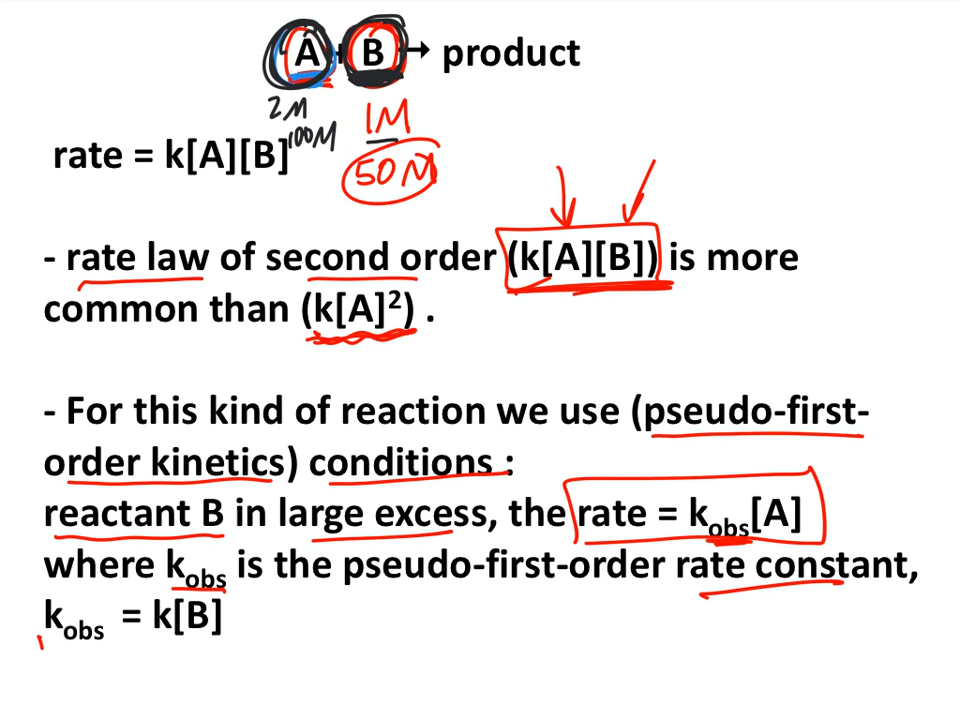 A + B → product
2M 1M
100M
rate = k[A][B] 50M
- rate law of second order (k[A][B]) is more
common than (k[A]²) .
- For this kind of reaction we use (pseudo-first-
order kinetics) conditions :
reactant B in large excess, the rate = kobs[A]
where kobs is the pseudo-first-order rate constant,
kobs = k[B]